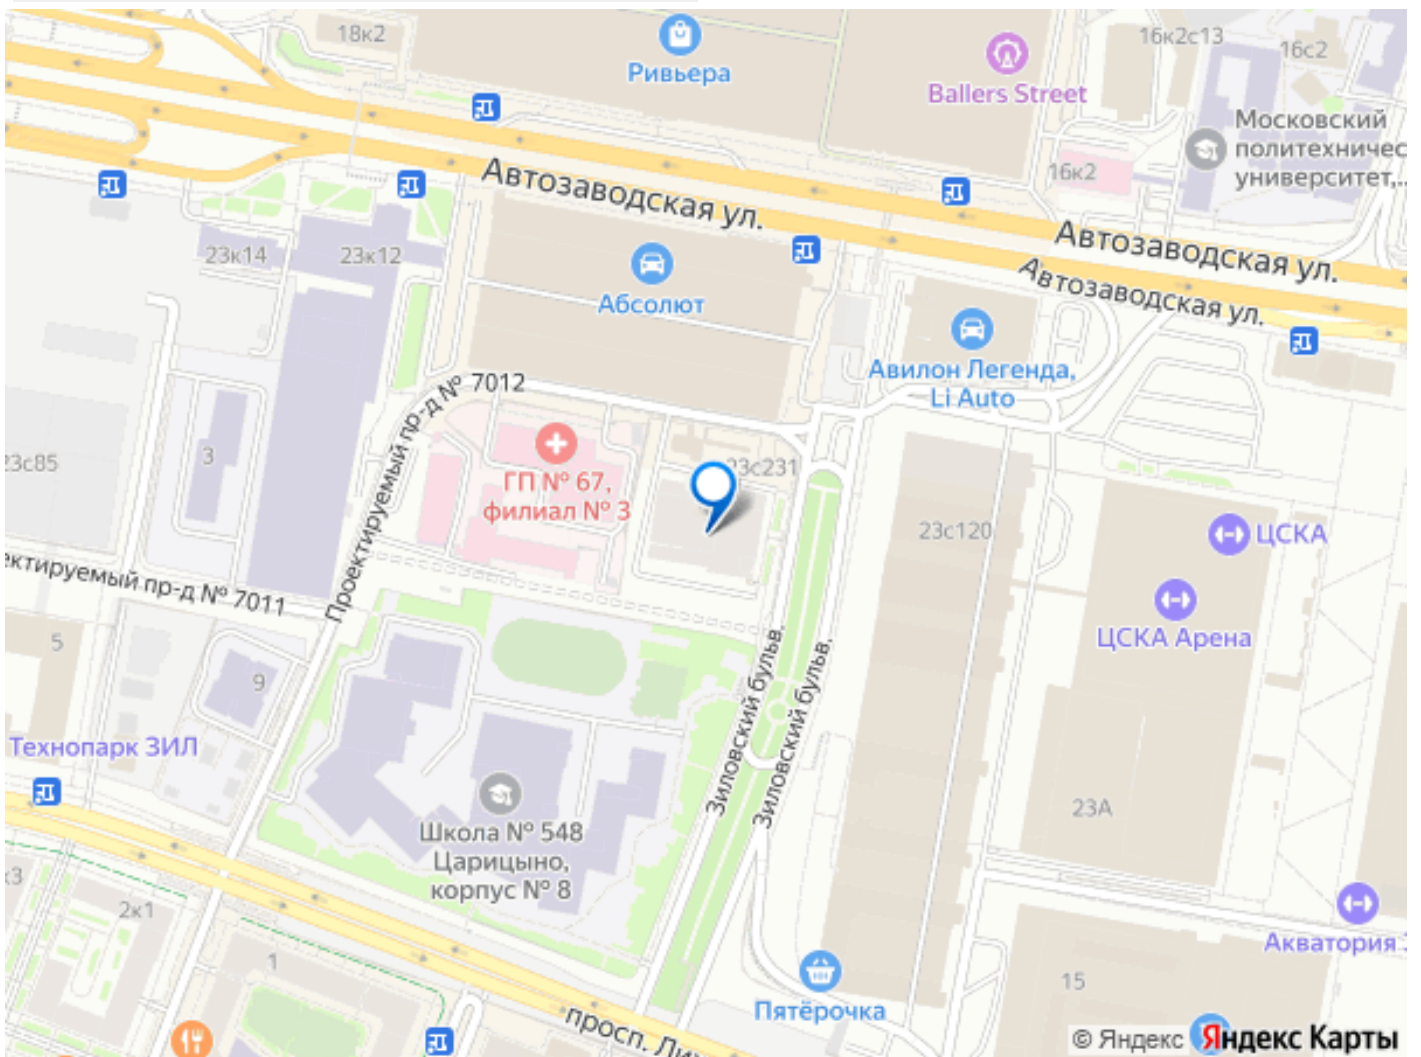 18к2
Ривьера
Ballers Street
16к2с13
16с2
Московский
политехничес
университет,..
16к2
Автозаводская ул.
Автозаводская ул.
Автозаводская ул.
23к14
23к12
Абсолют
Авилон Легенда,
Li Auto
Проектируемый пр-д № 7012
23с85
3
ГП № 67,
филиал № 3
23с231
23с120
ЦСКА
ЦСКА Арена
ектируемый пр-д № 7011
5
9
Зиловский бульв.
Зиловский бульв.
Технопарк ЗИЛ
Школа № 548
Царицыно,
корпус № 8
23А
к3
2к1
1
Акватория
Пятёрочка
15
просп. Ли
© Яндекс Яндекс Карты